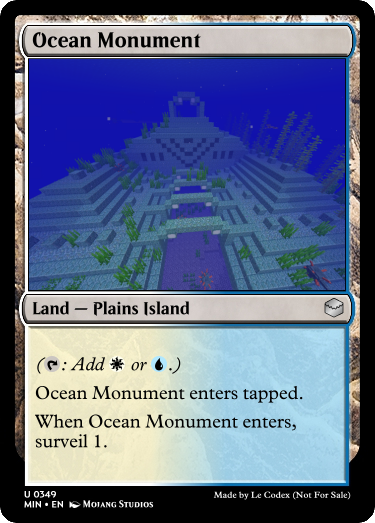 Ocean Monument
Land — Plains Island
(: Add or .)
Ocean Monument enters tapped.
When Ocean Monument enters,
surveil 1.
U 0349
MIN • EN Mojang Studios
Made by Le Codex (Not For Sale)